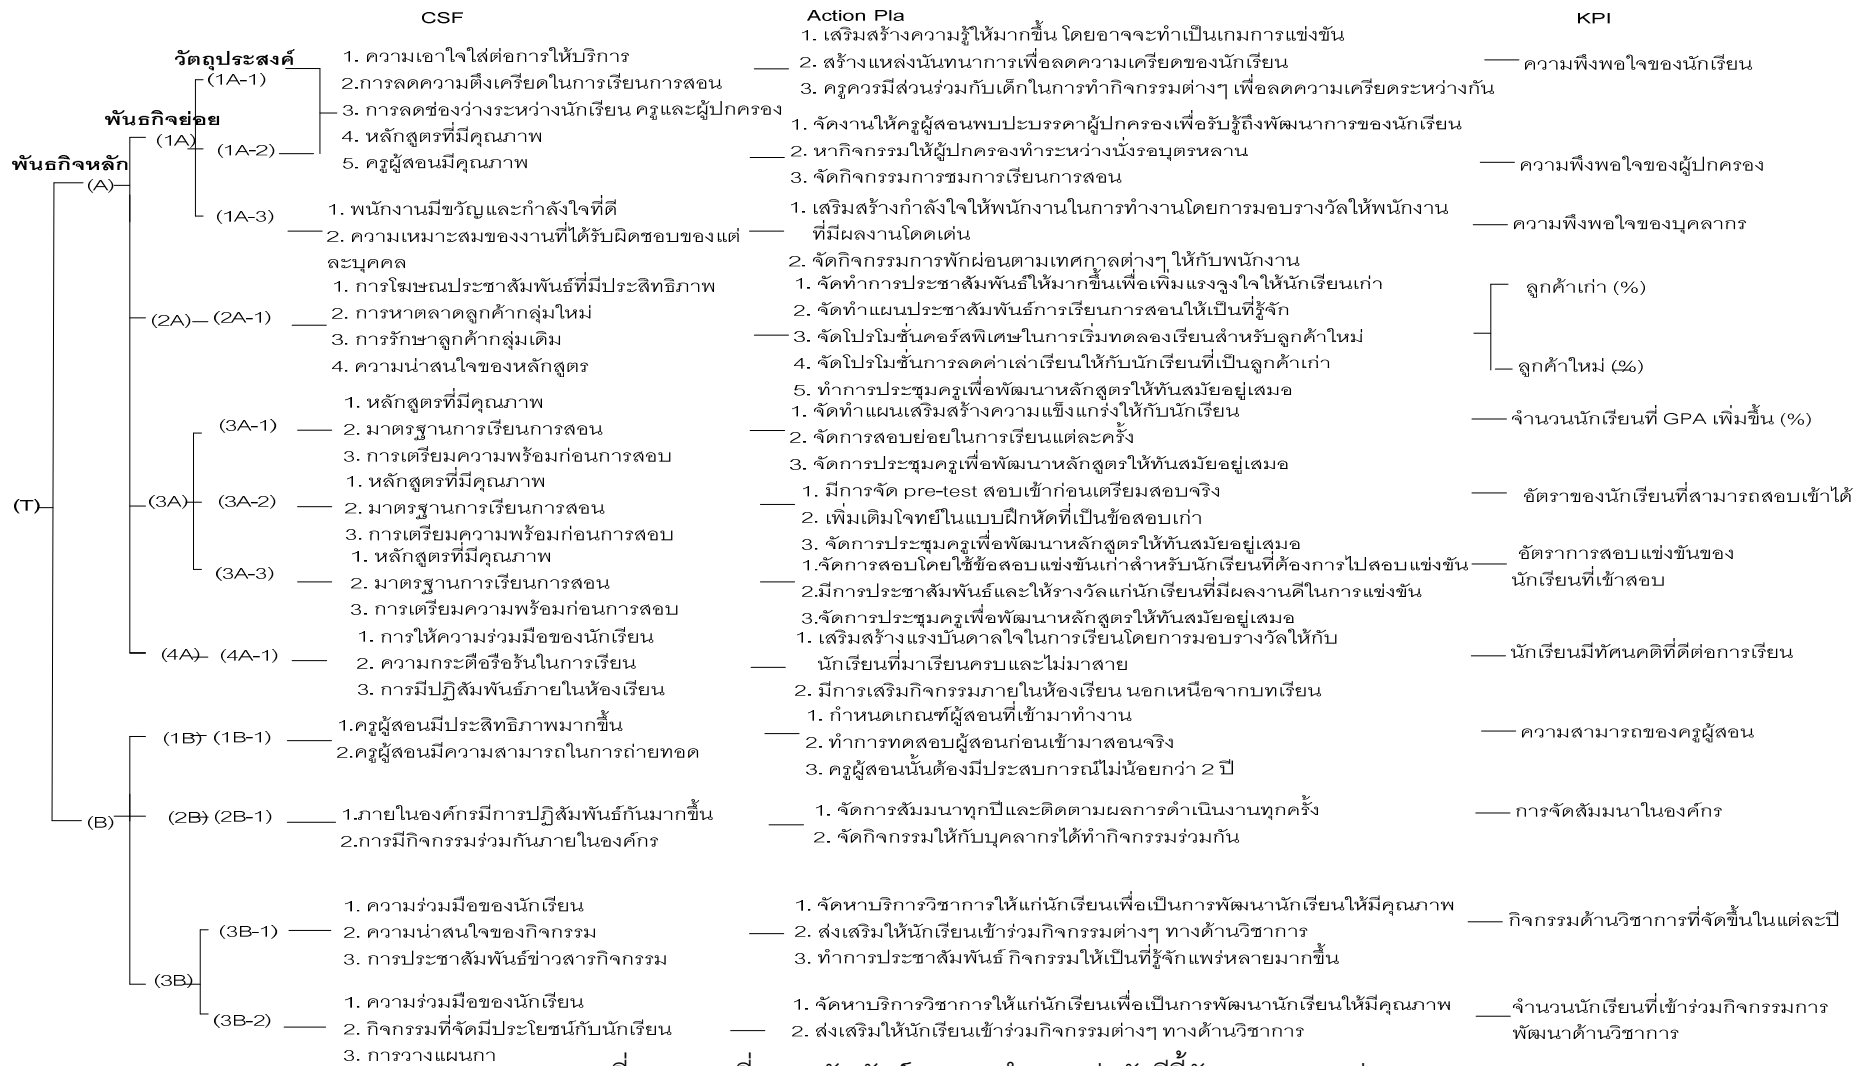 CSF
Action Pla
KPI
วัตถุประสงค์
พันธกิจย่อย
พันธกิจหลัก
(T)
(A)
(1A)
(1A-1)
(1A-2)
1. ความเอาใจใส่ต่อการให้บริการ
2.การลดความตึงเครียดในการเรียนการสอน
3. การลดช่องว่างระหว่างนักเรียน ครูและผู้ปกครอง
4. หลักสูตรที่มีคุณภาพ
5. ครูผู้สอนมีคุณภาพ
1. เสริมสร้างความรู้ให้มากขึ้น โดยอาจจะทำเป็นเกมการแข่งขัน
2. สร้างแหล่งนันทนาการเพื่อลดความเครียดของนักเรียน
3. ครูควรมีส่วนร่วมกับเด็กในการทำกิจกรรมต่างๆ เพื่อลดความเครียดระหว่างกัน
ความพึงพอใจของนักเรียน
1. จัดงานให้ครูผู้สอนพบปะบรรดาผู้ปกครองเพื่อรับรู้ถึงพัฒนาการของนักเรียน
2. หากิจกรรมให้ผู้ปกครองทำระหว่างนั่งรอบุตรหลาน
3. จัดกิจกรรมการชมการเรียนการสอน
ความพึงพอใจของผู้ปกครอง
(1A-3)
1. พนักงานมีขวัญและกำลังใจที่ดี
2. ความเหมาะสมของงานที่ได้รับผิดชอบของแต่
ละบุคคล
1. เสริมสร้างกำลังใจให้พนักงานในการทำงานโดยการมอบรางวัลให้พนักงาน
ที่มีผลงานโดดเด่น
2. จัดกิจกรรมการพักผ่อนตามเทศกาลต่างๆ ให้กับพนักงาน
ความพึงพอใจของบุคลากร
(2A)
(2A-1)
1. การโฆษณประชาสัมพันธ์ที่มีประสิทธิภาพ
2. การหาตลาดลูกค้ากลุ่มใหม่
3. การรักษาลูกค้ากลุ่มเดิม
4. ความน่าสนใจของหลักสูตร
1. จัดทำการประชาสัมพันธ์ให้มากขึ้นเพื่อเพิ่มแรงจูงใจให้นักเรียนเก่า
2. จัดทำแผนประชาสัมพันธ์การเรียนการสอนให้เป็นที่รู้จัก
3. จัดโปรโมชั่นคอร์สพิเศษในการเริ่มทดลองเรียนสำหรับลูกค้าใหม่
4. จัดโปรโมชั่นการลดค่าเล่าเรียนให้กับนักเรียนที่เป็นลูกค้าเก่า
5. ทำการประชุมครูเพื่อพัฒนาหลักสูตรให้ทันสมัยอยู่เสมอ
ลูกค้าเก่า (%)
ลูกค้าใหม่ (%)
(3A)
(3A-1)
1. หลักสูตรที่มีคุณภาพ
2. มาตรฐานการเรียนการสอน
3. การเตรียมความพร้อมก่อนการสอบ
1. จัดทำแผนเสริมสร้างความแข็งแกร่งให้กับนักเรียน
2. จัดการสอบย่อยในการเรียนแต่ละครั้ง
3. จัดการประชุมครูเพื่อพัฒนาหลักสูตรให้ทันสมัยอยู่เสมอ
จำนวนนักเรียนที่ GPA เพิ่มขึ้น (%)
(3A-2)
1. หลักสูตรที่มีคุณภาพ
2. มาตรฐานการเรียนการสอน
3. การเตรียมความพร้อมก่อนการสอบ
1. มีการจัด pre-test สอบเข้าก่อนเตรียมสอบจริง
2. เพิ่มเติมโจทย์ในแบบฝึกหัดที่เป็นข้อสอบเก่า
3. จัดการประชุมครูเพื่อพัฒนาหลักสูตรให้ทันสมัยอยู่เสมอ
อัตราของนักเรียนที่สามารถสอบเข้าได้
(3A-3)
1. หลักสูตรที่มีคุณภาพ
2. มาตรฐานการเรียนการสอน
3. การเตรียมความพร้อมก่อนการสอบ
1.จัดการสอบโดยใช้ข้อสอบแข่งขันเก่าสำหรับนักเรียนที่ต้องการไปสอบแข่งขัน
2.มีการประชาสัมพันธ์และให้รางวัลแก่นักเรียนที่มีผลงานดีในการแข่งขัน
3.จัดการประชุมครูเพื่อพัฒนาหลักสูตรให้ทันสมัยอยู่เสมอ
อัตราการสอบแข่งขันของ
นักเรียนที่เข้าสอบ
(4A)
(4A-1)
1. การให้ความร่วมมือของนักเรียน
2. ความกระตือรือร้นในการเรียน
3. การมีปฏิสัมพันธ์ภายในห้องเรียน
1. เสริมสร้างแรงบันดาลใจในการเรียนโดยการมอบรางวัลให้กับ
นักเรียนที่มาเรียนครบและไม่มาสาย
2. มีการเสริมกิจกรรมภายในห้องเรียน นอกเหนือจากบทเรียน
นักเรียนมีทัศนคติที่ดีต่อการเรียน
(B)
(1B)
(1B-1)
1.ครูผู้สอนมีประสิทธิภาพมากขึ้น
2.ครูผู้สอนมีความสามารถในการถ่ายทอด
1. กำหนดเกณฑ์ผู้สอนที่เข้ามาทำงาน
2. ทำการทดสอบผู้สอนก่อนเข้ามาสอนจริง
3. ครูผู้สอนนั้นต้องมีประสบการณ์ไม่น้อยกว่า 2 ปี
ความสามารถของครูผู้สอน
(2B)
(2B-1)
1.ภายในองค์กรมีการปฏิสัมพันธ์กันมากขึ้น
2.การมีกิจกรรมร่วมกันภายในองค์กร
1. จัดการสัมมนาทุกปีและติดตามผลการดำเนินงานทุกครั้ง
2. จัดกิจกรรมให้กับบุคลากรได้ทำกิจกรรมร่วมกัน
การจัดสัมมนาในองค์กร
(3B)
(3B-1)
1. ความร่วมมือของนักเรียน
2. ความน่าสนใจของกิจกรรม
3. การประชาสัมพันธ์ข่าวสารกิจกรรม
1. จัดหาบริการวิชาการให้แก่นักเรียนเพื่อเป็นการพัฒนานักเรียนให้มีคุณภาพ
2. ส่งเสริมให้นักเรียนเข้าร่วมกิจกรรมต่างๆ ทางด้านวิชาการ
3. ทำการประชาสัมพันธ์ กิจกรรมให้เป็นที่รู้จักแพร่หลายมากขึ้น
กิจกรรมด้านวิชาการที่จัดขึ้นในแต่ละปี
(3B-2)
1. ความร่วมมือของนักเรียน
2. กิจกรรมที่จัดมีประโยชน์กับนักเรียน
3. การวางแผนกา
1. จัดหาบริการวิชาการให้แก่นักเรียนเพื่อเป็นการพัฒนานักเรียนให้มีคุณภาพ
2. ส่งเสริมให้นักเรียนเข้าร่วมกิจกรรมต่างๆ ทางด้านวิชาการ
จำนวนนักเรียนที่เข้าร่วมกิจกรรมการ
พัฒนาด้านวิชาการ